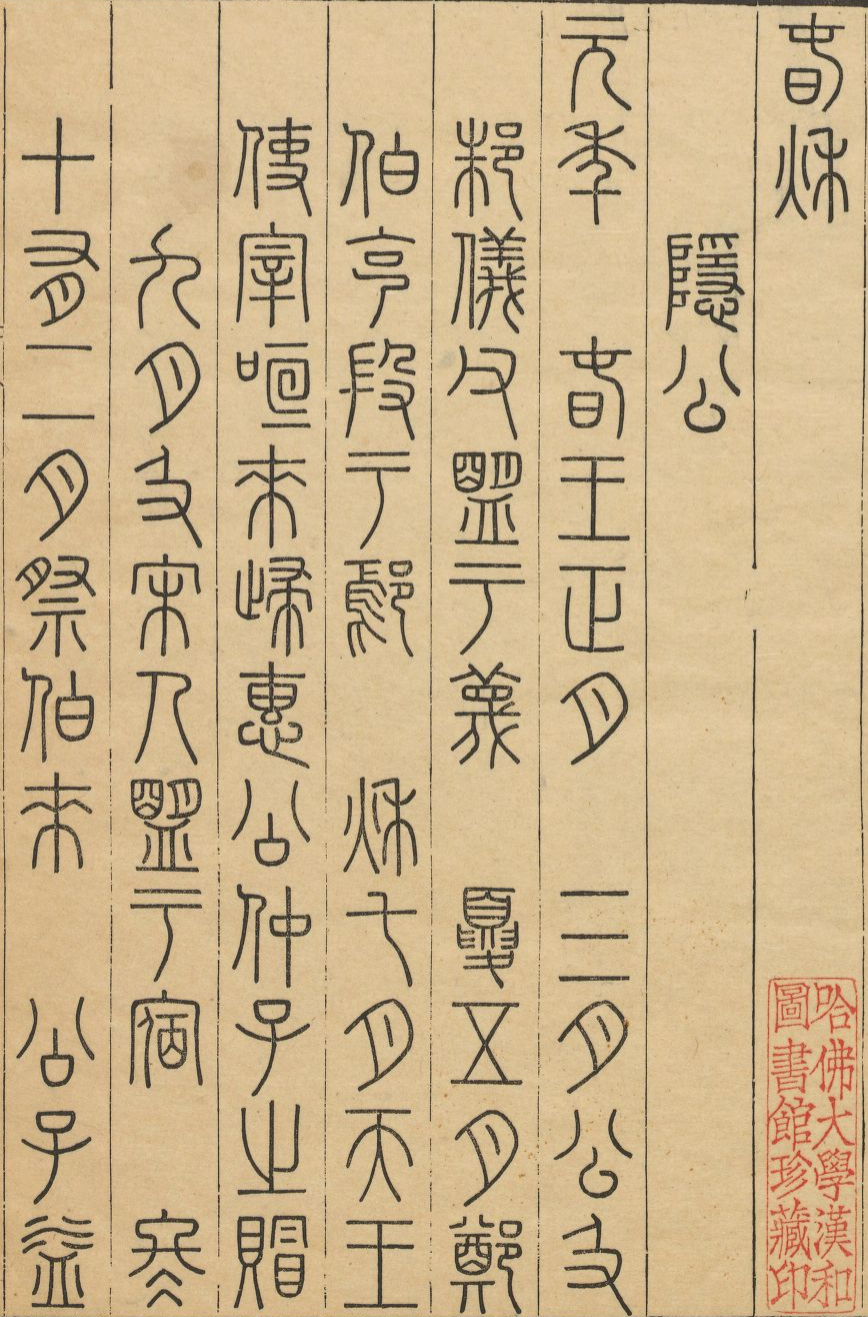 春秋
隱公
元年 春王正月 三月公及
邾儀父盟于蔑 夏五月鄭
伯克段于鄢 秋七月天王
使宰咺來歸惠公仲子之賵
九月及宋人盟于宿 冬
十有二月祭伯來 公子益
哈佛大學漢和
圖書館珍藏印